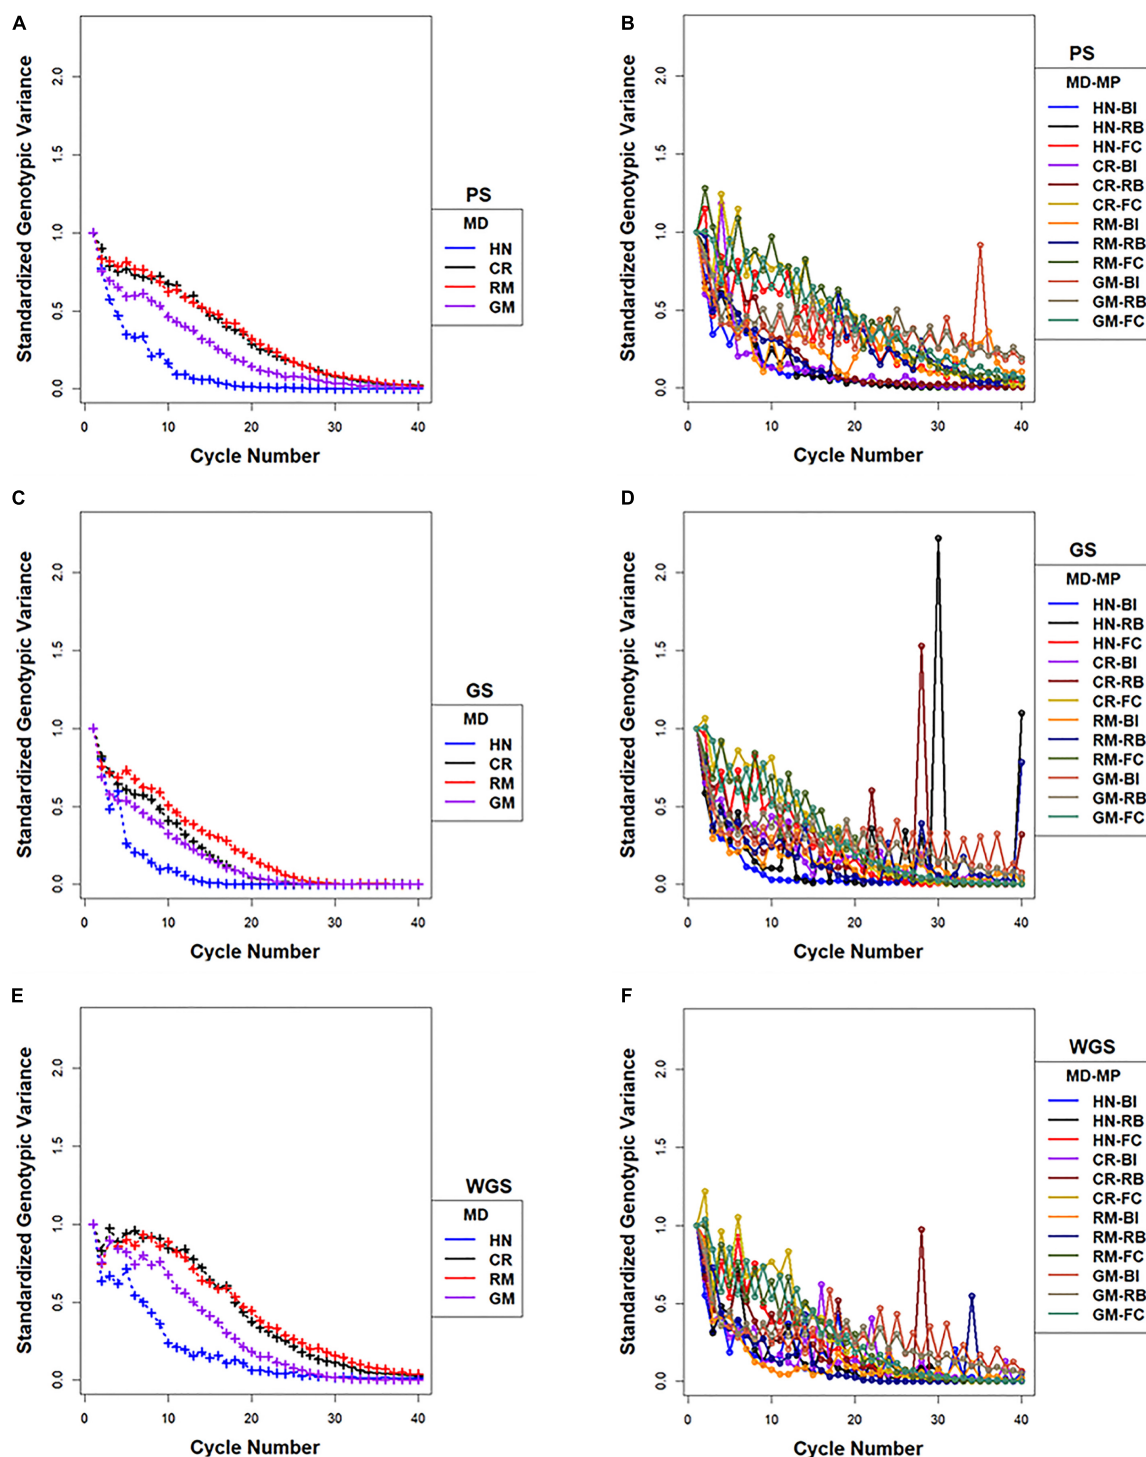 A
Standardized Genotypic Variance
0.0 0.5 1.0 1.5 2.0
0 10 20 30 40
Cycle Number
PS
MD
HN
CR
RM
GM
B
Standardized Genotypic Variance
0.0 0.5 1.0 1.5 2.0
0 10 20 30 40
Cycle Number
PS
MD-MP
HN-BI
HN-RB
HN-FC
CR-BI
CR-RB
CR-FC
RM-BI
RM-RB
RM-FC
GM-BI
GM-RB
GM-FC
C
Standardized Genotypic Variance
0.0 0.5 1.0 1.5 2.0
0 10 20 30 40
Cycle Number
GS
MD
HN
CR
RM
GM
D
Standardized Genotypic Variance
0.0 0.5 1.0 1.5 2.0
0 10 20 30 40
Cycle Number
GS
MD-MP
HN-BI
HN-RB
HN-FC
CR-BI
CR-RB
CR-FC
RM-BI
RM-RB
RM-FC
GM-BI
GM-RB
GM-FC
E
Standardized Genotypic Variance
0.0 0.5 1.0 1.5 2.0
0 10 20 30 40
Cycle Number
WGS
MD
HN
CR
RM
GM
F
Standardized Genotypic Variance
0.0 0.5 1.0 1.5 2.0
0 10 20 30 40
Cycle Number
WGS
MD-MP
HN-BI
HN-RB
HN-FC
CR-BI
CR-RB
CR-FC
RM-BI
RM-RB
RM-FC
GM-BI
GM-RB
GM-FC